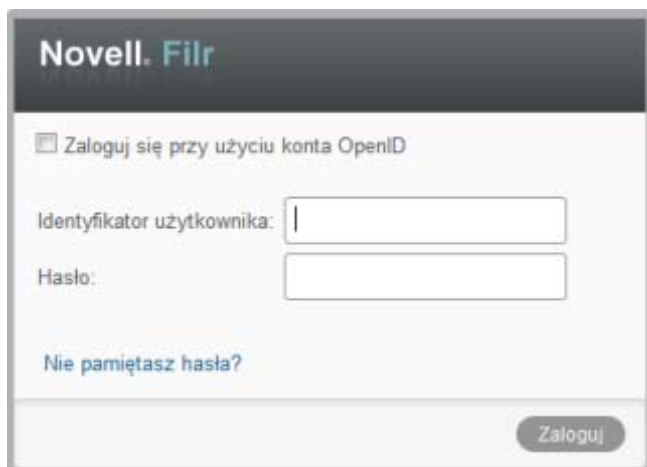 Novell. Filr
Zaloguj się przy użyciu konta OpenID
Identyfikator użytkownika:
Hasło:
Nie pamiętasz hasła?
Zaloguj